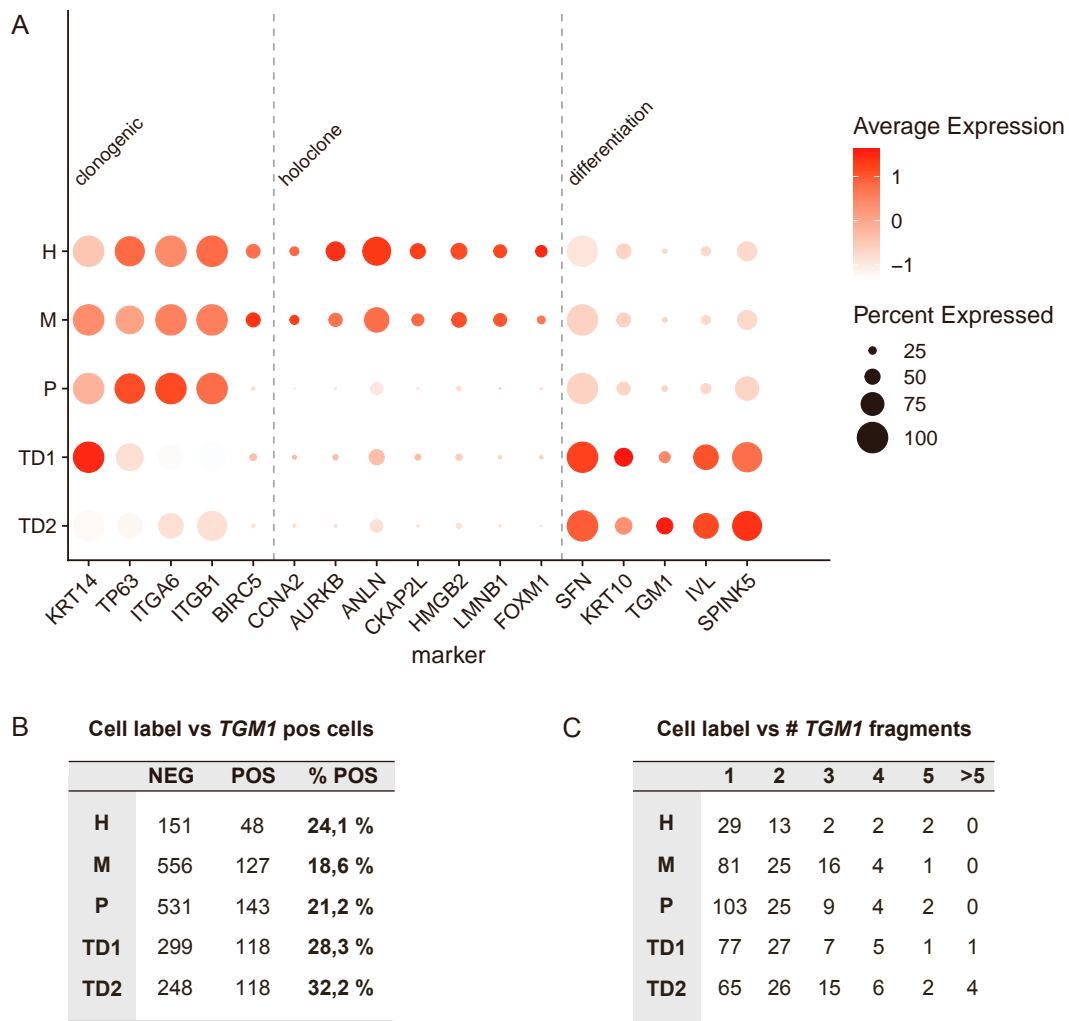 A
clonogenic
holoclone
differentiation
H
M
P
TD1
TD2
KRT14
TP63
ITGA6
ITGB1
BIRC5
CCNA2
AURKB
ANLN
CKAP2L
HMGB2
LMNB1
FOXM1
SFN
KRT10
TGM1
IVL
SPINK5
marker
Average Expression
1
0
−1
Percent Expressed
25
50
75
100
B
Cell label vs TGM1 pos cells
NEG POS % POS
H 151 48 24,1 %
M 556 127 18,6 %
P 531 143 21,2 %
TD1 299 118 28,3 %
TD2 248 118 32,2 %
C
Cell label vs # TGM1 fragments
1 2 3 4 5 >5
H 29 13 2 2 2 0
M 81 25 16 4 1 0
P 103 25 9 4 2 0
TD1 77 27 7 5 1 1
TD2 65 26 15 6 2 4